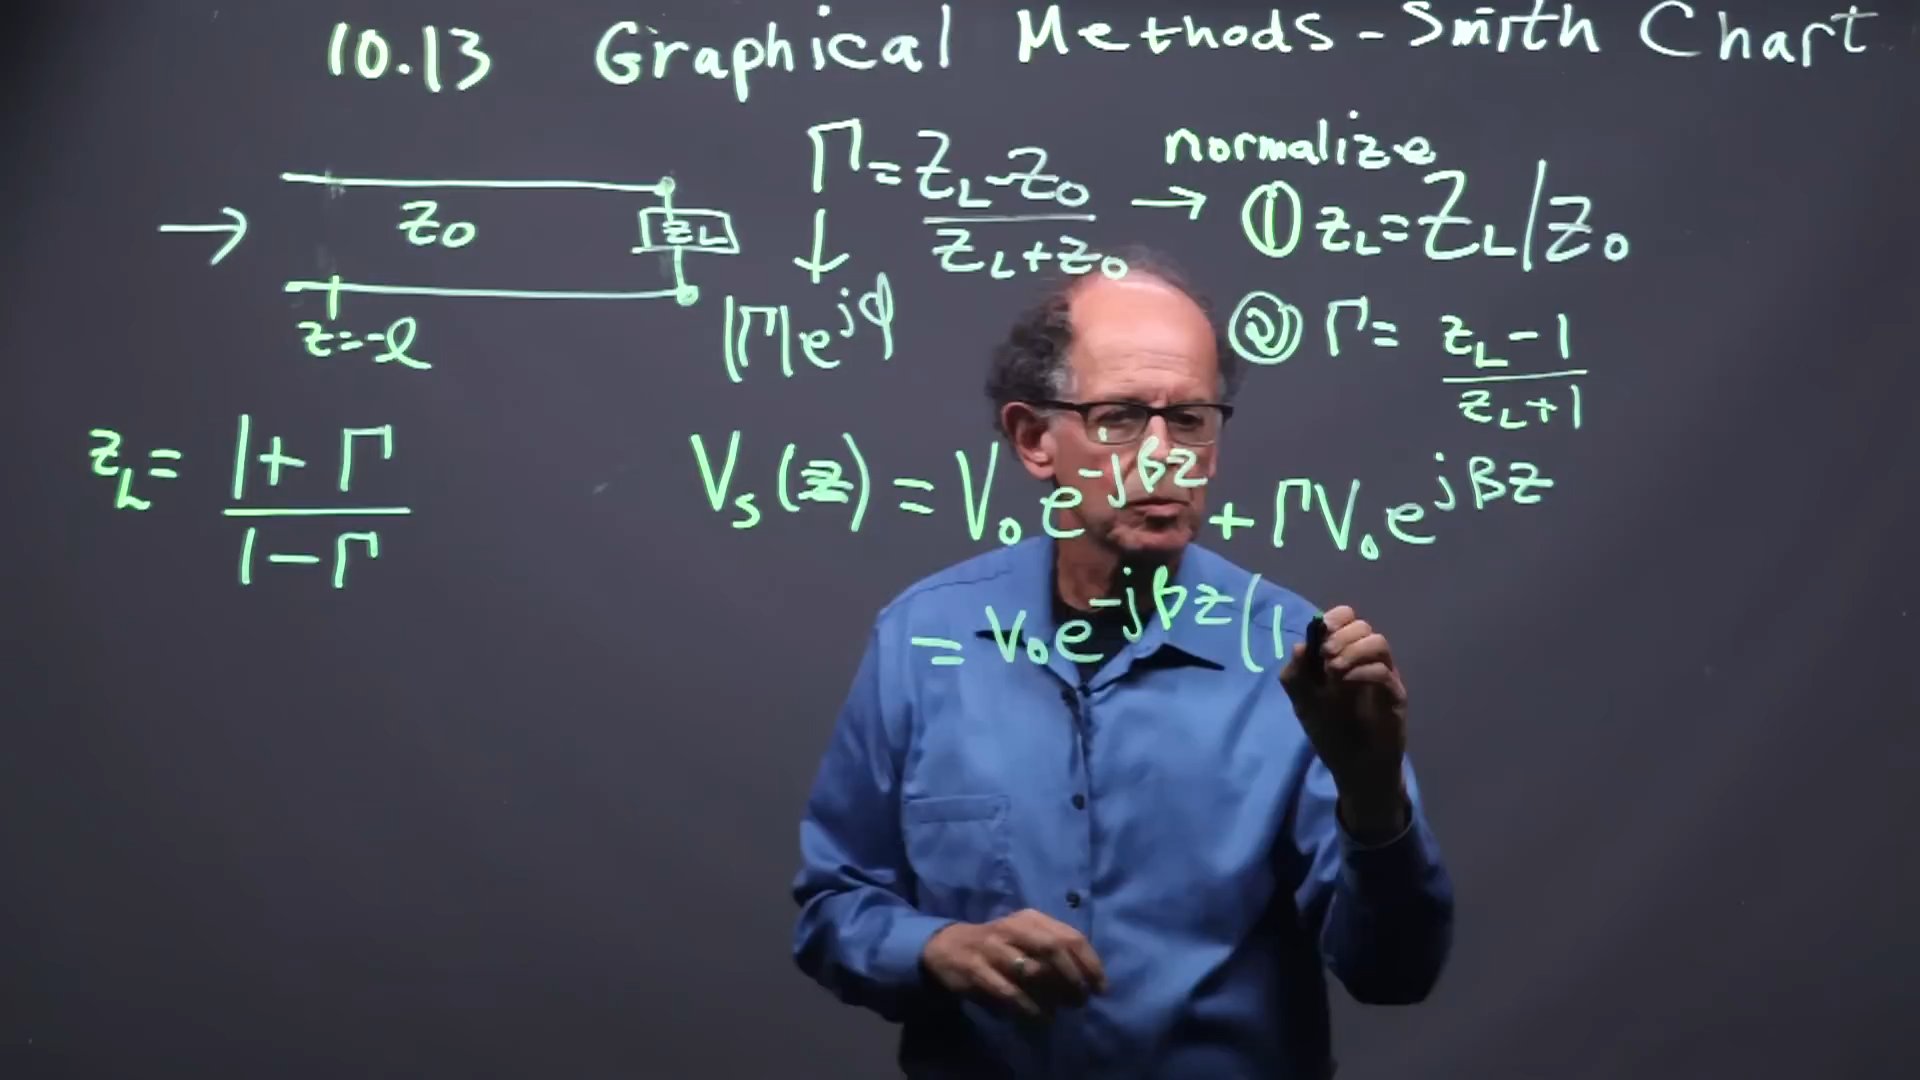 10.13 Graphical Methods - Smith Chart
Γ = (Z_L - Z_0) / (Z_L + Z_0) → normalize
① z_L = Z_L / Z_0
→ Z_0 Z_L
↓
|Γ| e^{jφ}
② Γ = (z_L - 1) / (z_L + 1)
z = -l
z_L = (1 + Γ) / (1 - Γ)
V_s(z) = V_0 e^{-jβz} + Γ V_0 e^{jβz}
= V_0 e^{-jβz} (1